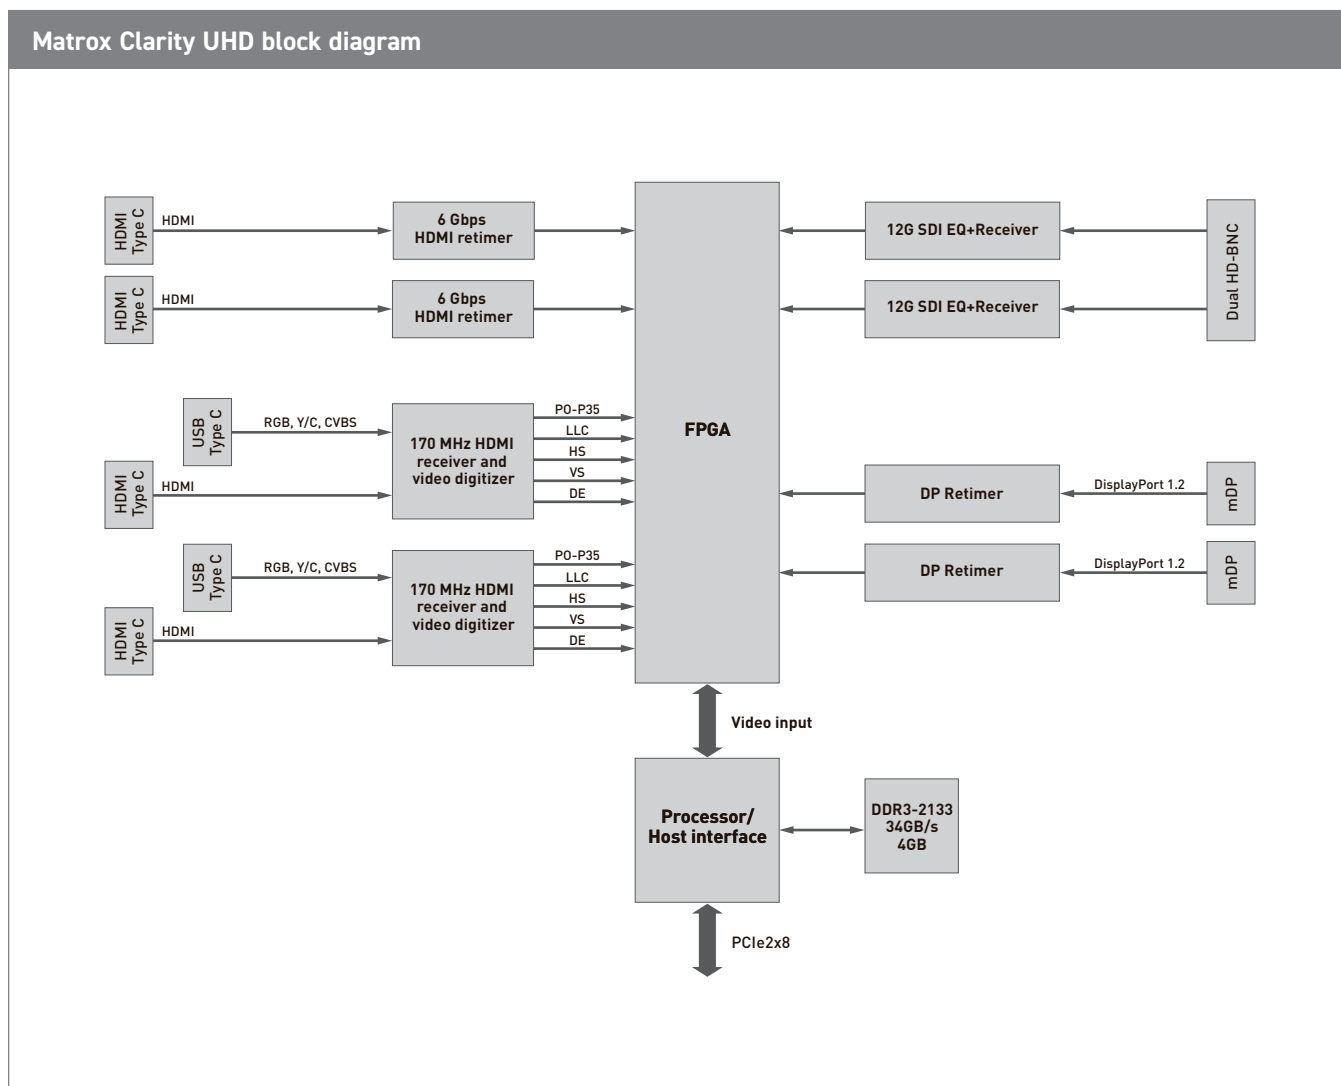 Matrox Clarity UHD block diagram
HDMI
Type C
HDMI
6 Gbps
HDMI retimer
12G SDI EQ+Receiver
Dual HD-BNC
HDMI
Type C
HDMI
6 Gbps
HDMI retimer
12G SDI EQ+Receiver
FPGA
USB
Type C
RGB, Y/C, CVBS
HDMI
Type C
HDMI
170 MHz HDMI
receiver and
video digitizer
PO-P35
LLC
HS
VS
DE
DP Retimer
DisplayPort 1.2
mDP
USB
Type C
RGB, Y/C, CVBS
HDMI
Type C
HDMI
170 MHz HDMI
receiver and
video digitizer
PO-P35
LLC
HS
VS
DE
DP Retimer
DisplayPort 1.2
mDP
Video input
Processor/
Host interface
DDR3-2133
34GB/s
4GB
PCIe2x8